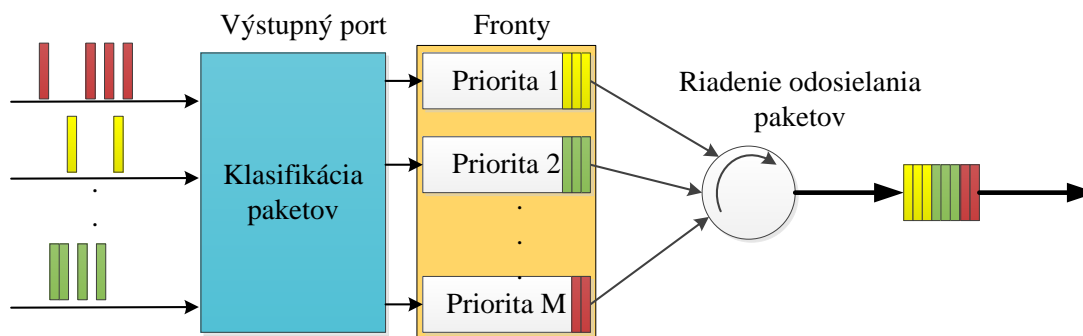 Výstupný port
Fronty
Priorita 1
Riadenie odosielania
paketov
Priorita 2
Klasifikácia
paketov
Priorita M